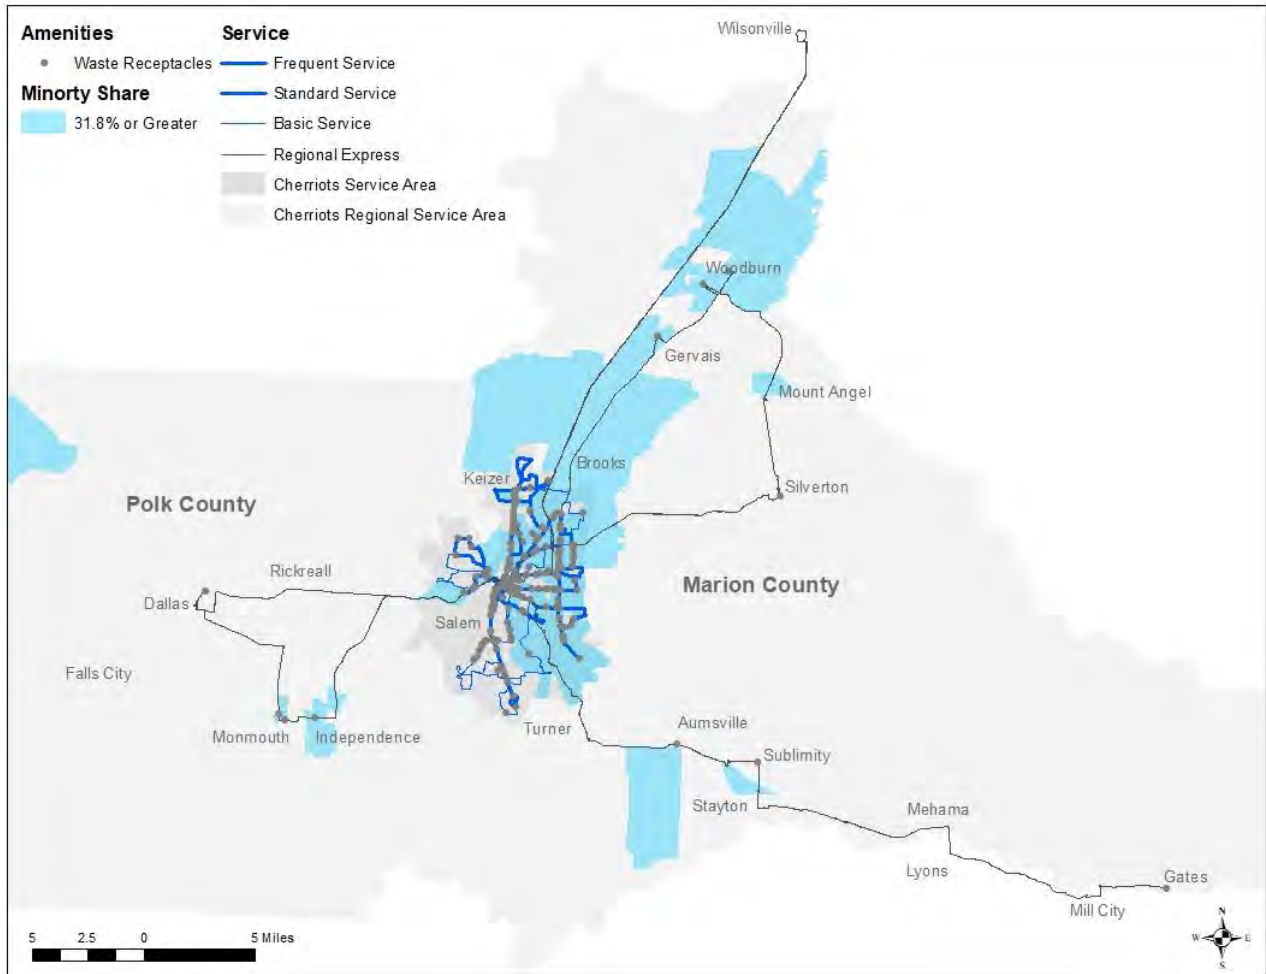 Amenities
Waste Receptacles
Minorty Share
31.8% or Greater
Service
Frequent Service
Standard Service
Basic Service
Regional Express
Cherriots Service Area
Cherriots Regional Service Area
Wilsonville
Woodburn
Gervais
Mount Angel
Brooks
Keizer
Silverton
Polk County
Rickreall
Marion County
Dallas
Salem
Falls City
Monmouth
Independence
Turner
Aumsville
Sublimity
Stayton
Mehama
Lyons
Gates
Mill City
5 2.5 0 5 Miles
N
W E
S